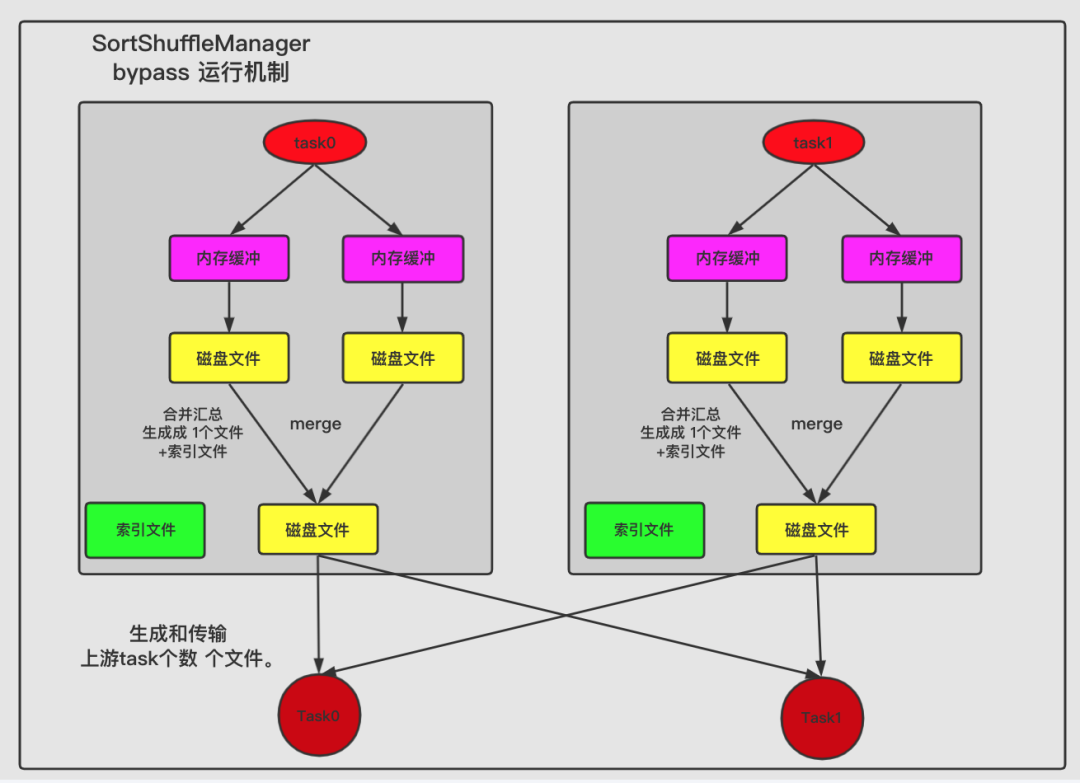 SortShuffleManager
bypass 运行机制
task0
task1
内存缓冲
内存缓冲
内存缓冲
内存缓冲
磁盘文件
磁盘文件
磁盘文件
磁盘文件
合并汇总
生成成 1个文件
+索引文件
merge
合并汇总
生成成 1个文件
+索引文件
merge
索引文件
磁盘文件
索引文件
磁盘文件
生成和传输
上游task个数 个文件。
Task0
Task1